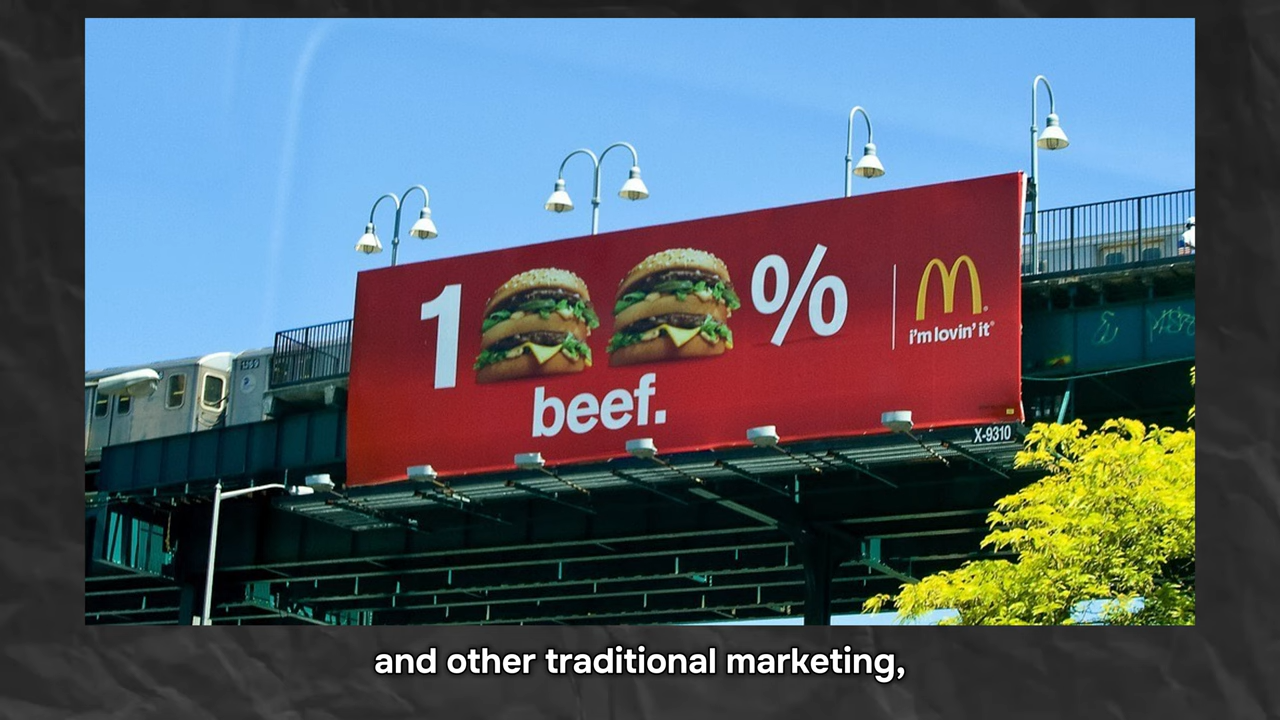 1 %
beef.
i'm lovin' it®
X-9310
and other traditional marketing,